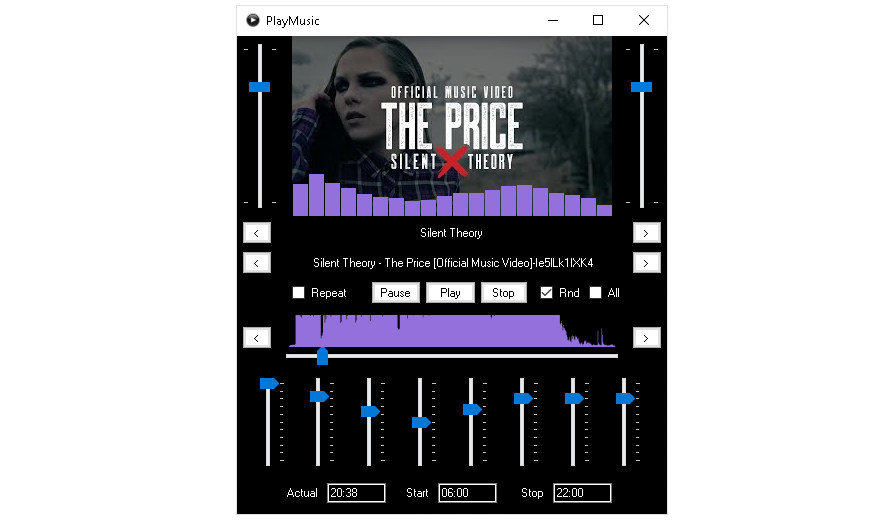 PlayMusic
OFFICIAL MUSIC VIDEO
THE PRICE
SILENT X THEORY
< Silent Theory >
< Silent Theory - The Price [Official Music Video]-Ie5lLk1IXK4 >
Repeat Pause Play Stop Rnd All
< >
Actual 20:38 Start 06:00 Stop 22:00